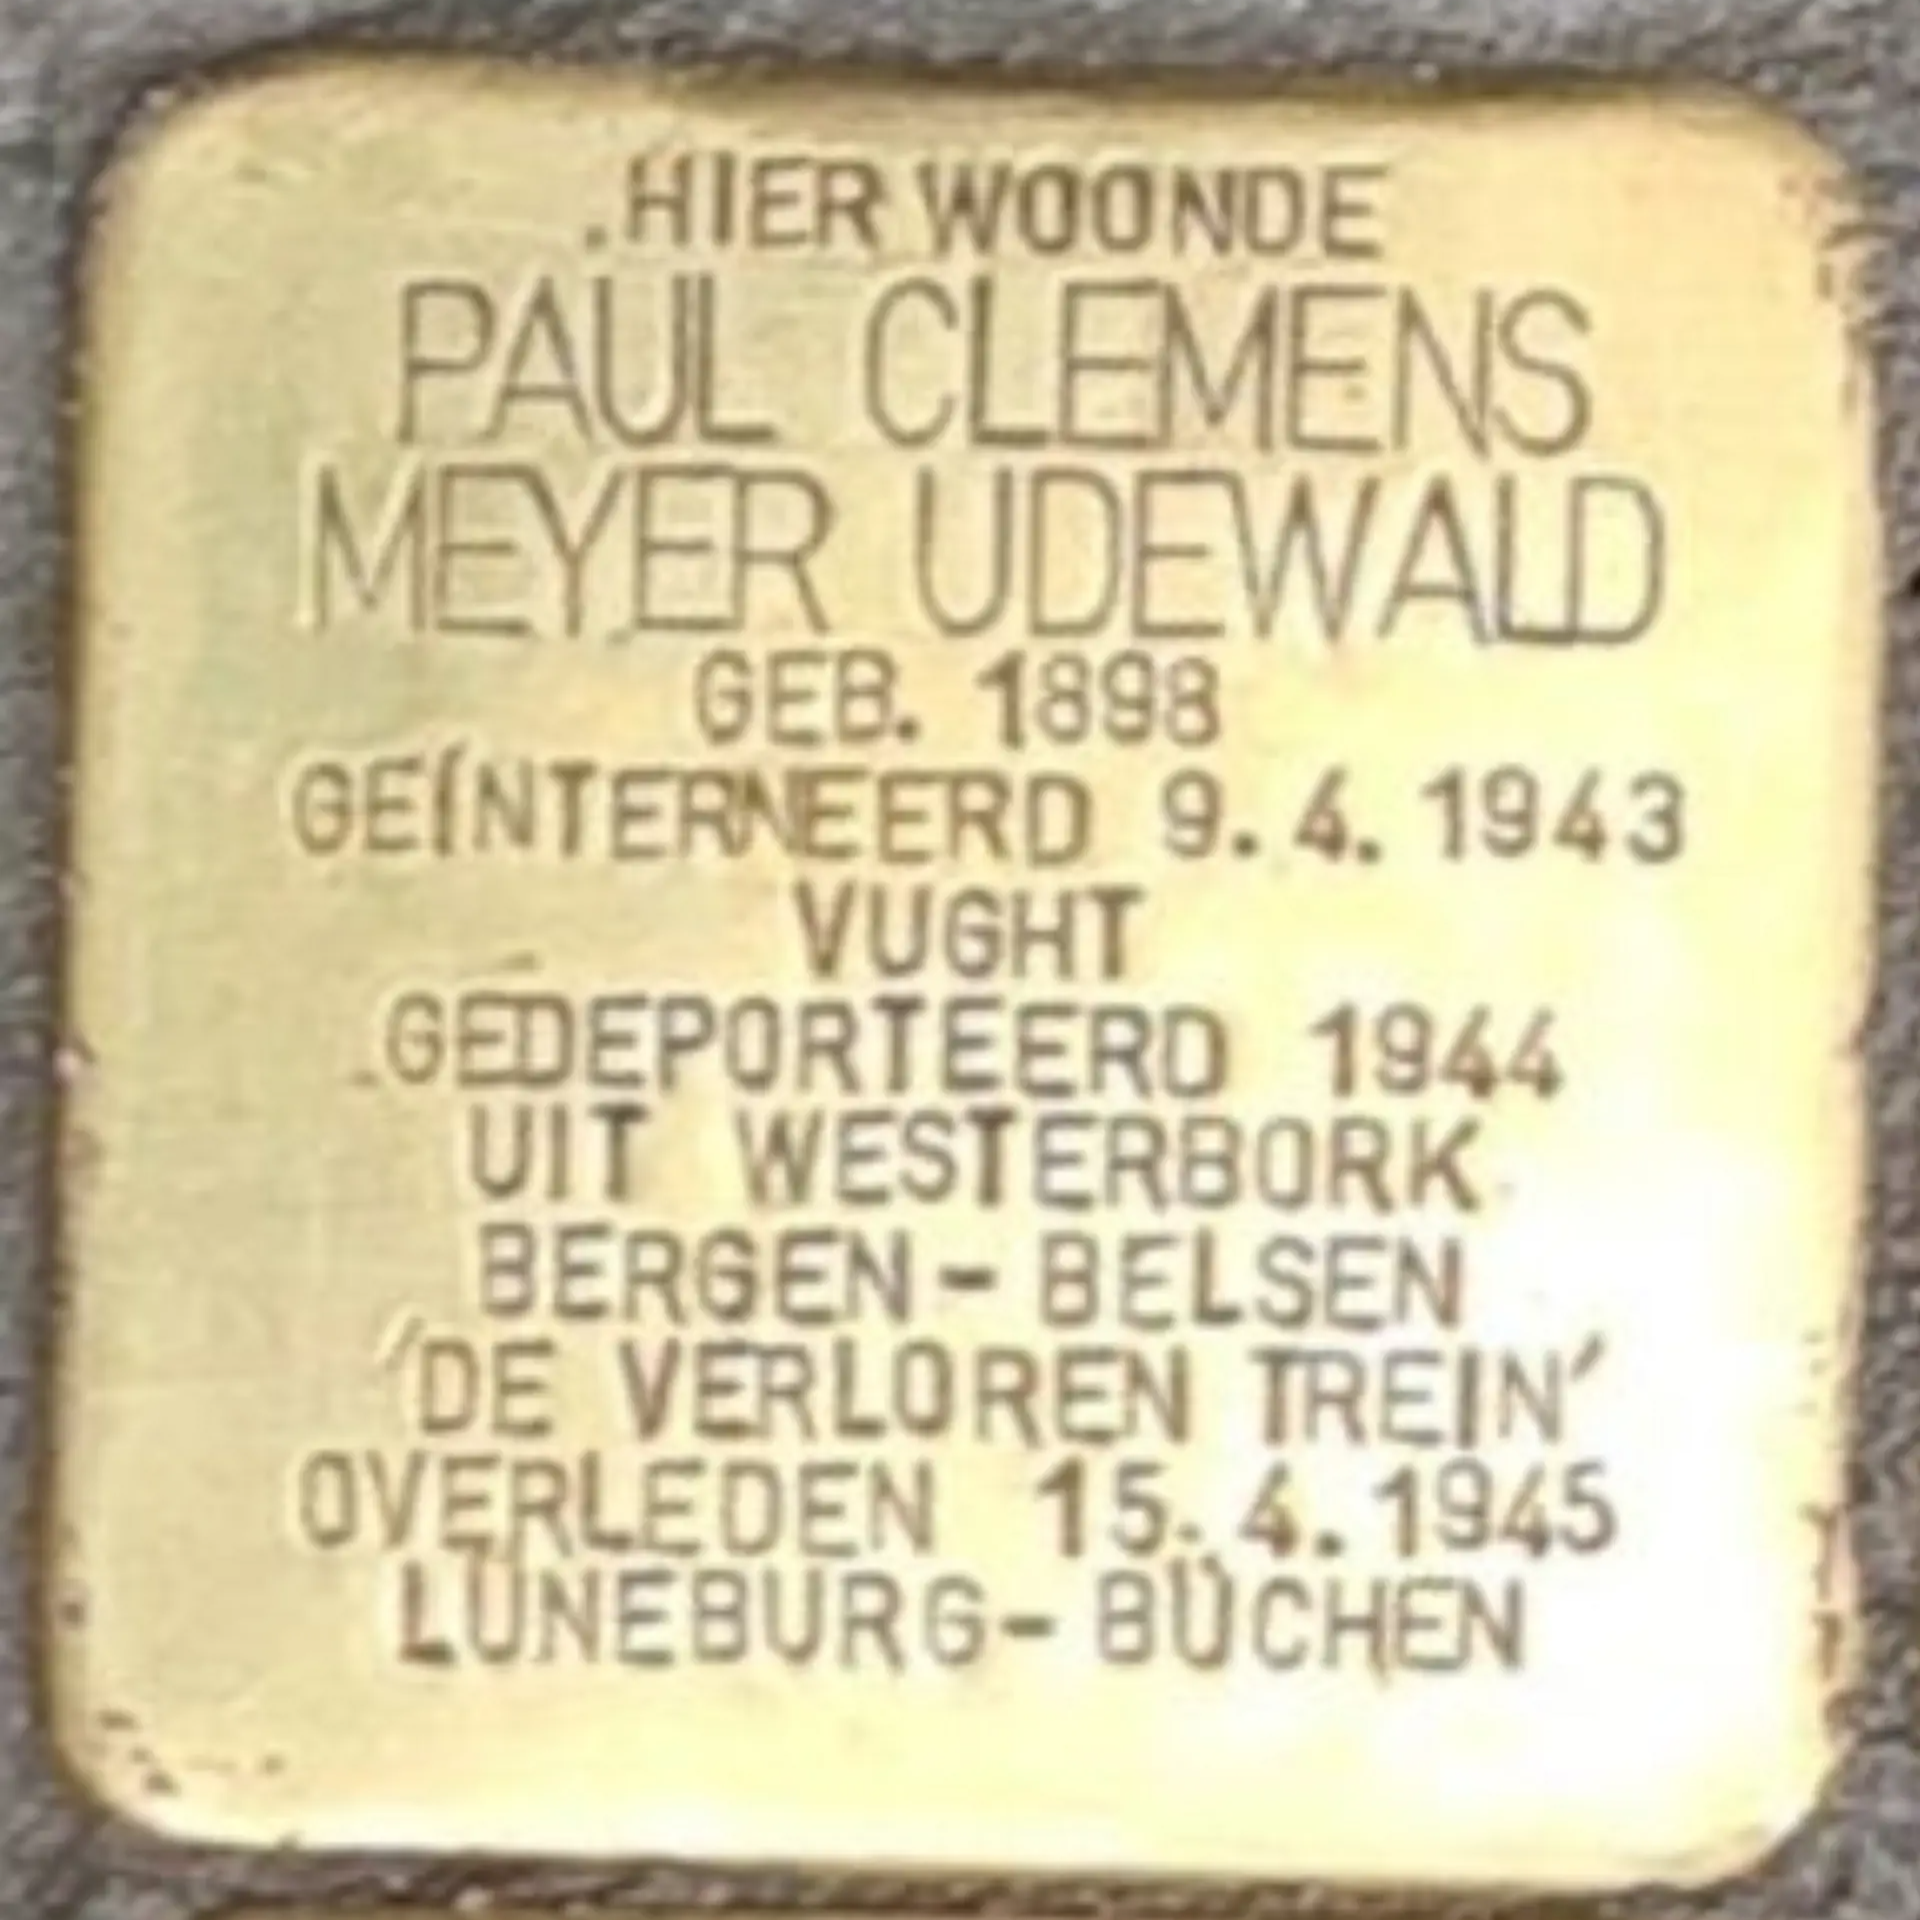 HIER WOONDE
PAUL CLEMENS
MEYER UDEWALD
GEB. 1898
GEÍNTERNEERD 9.4.1943
VUGHT
GEDEPORTEERD 1944
UIT WESTERBORK
BERGEN-BELSEN
'DE VERLOREN TREIN'
OVERLEDEN 15.4.1945
LÜNEBURG-BÜCHEN